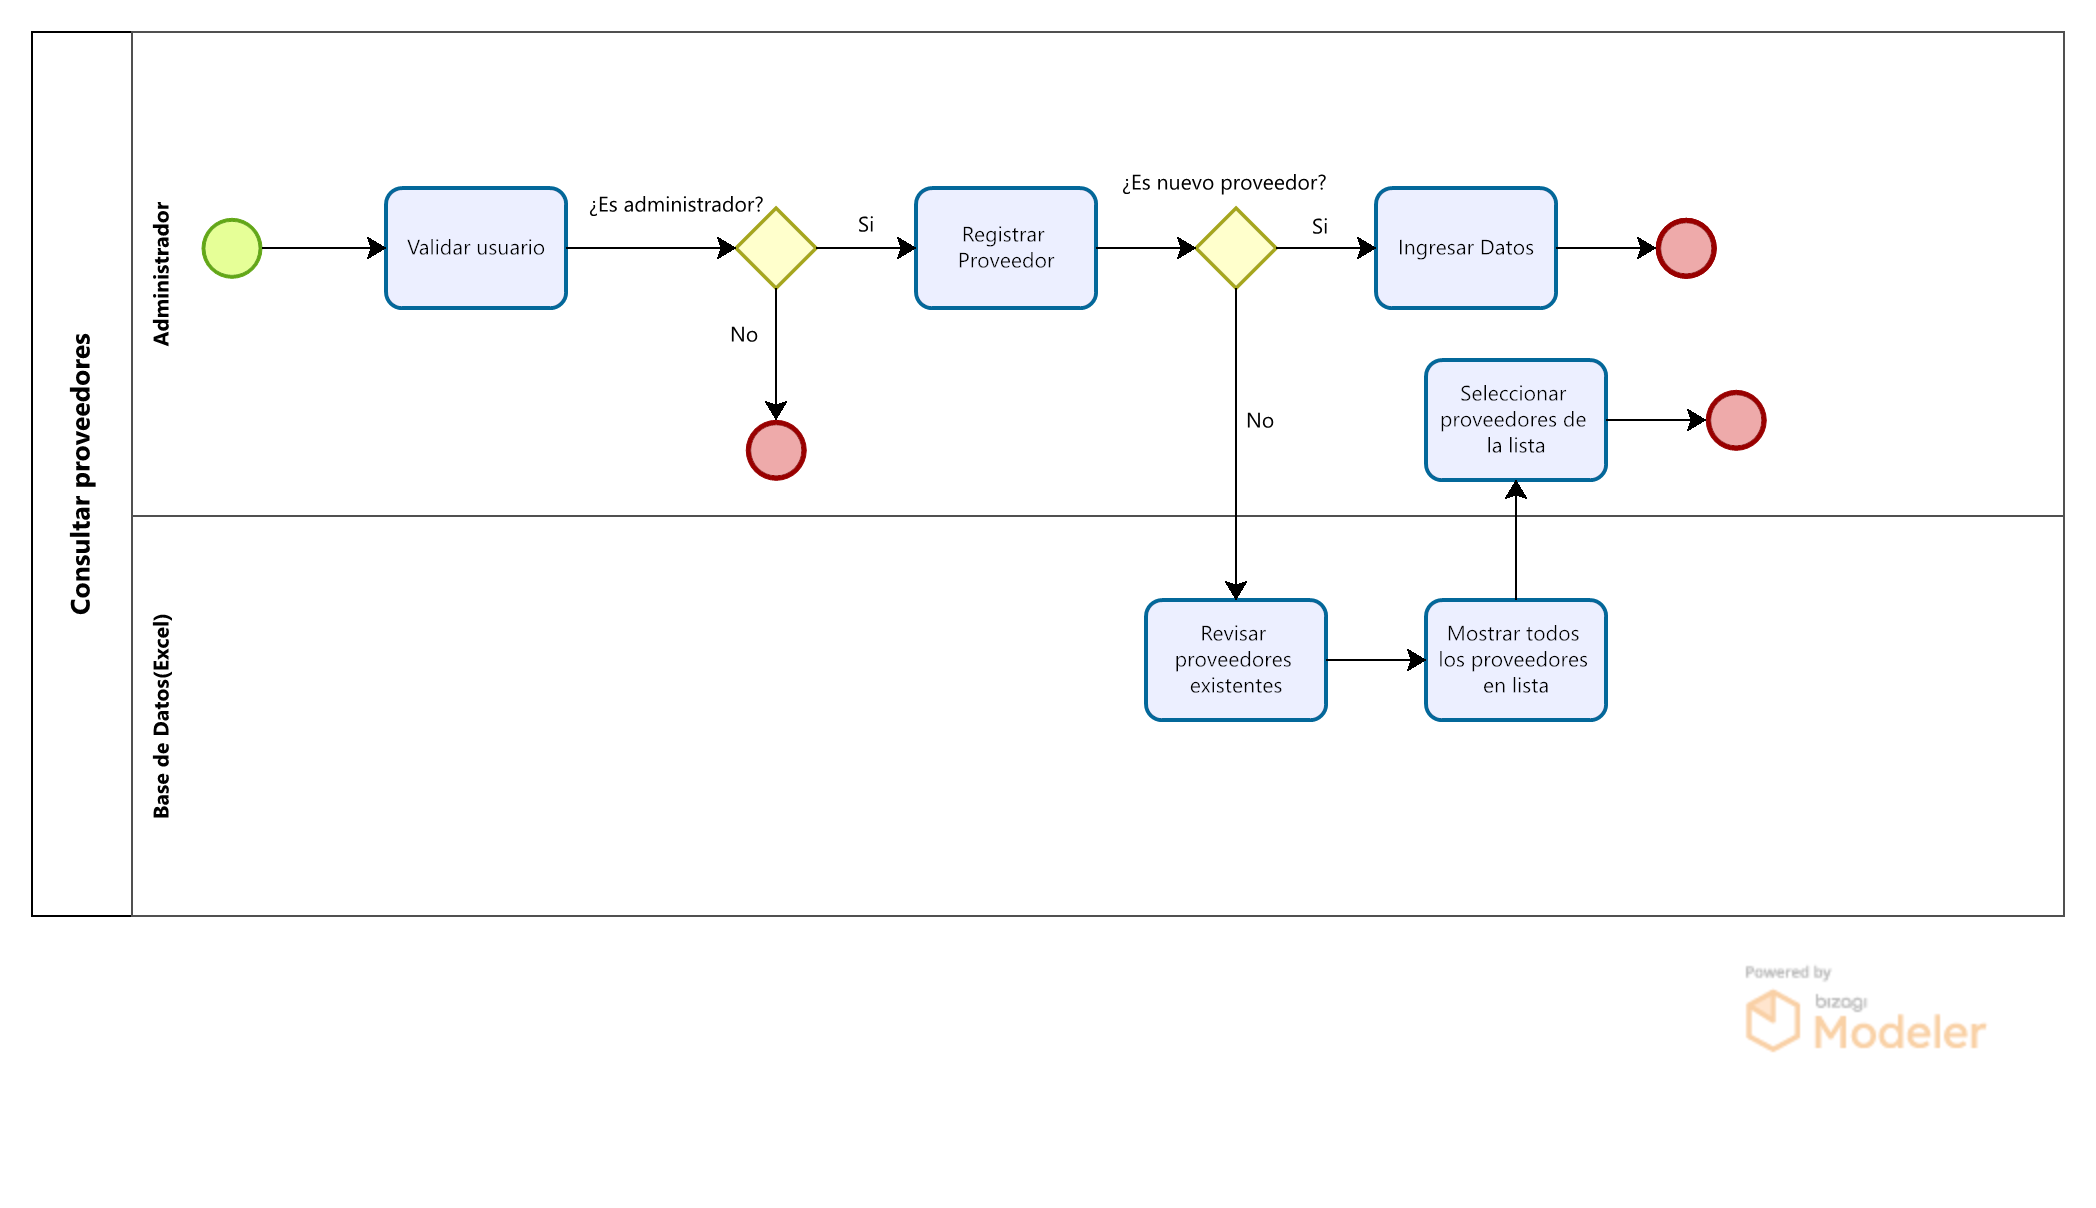 Consultar proveedores
Administrador
Validar usuario
¿Es administrador?
Si
No
Registrar
Proveedor
¿Es nuevo proveedor?
Si
No
Ingresar Datos
Seleccionar
proveedores de
la lista
Base de Datos(Excel)
Revisar
proveedores
existentes
Mostrar todos
los proveedores
en lista
Powered by
bizagi
Modeler